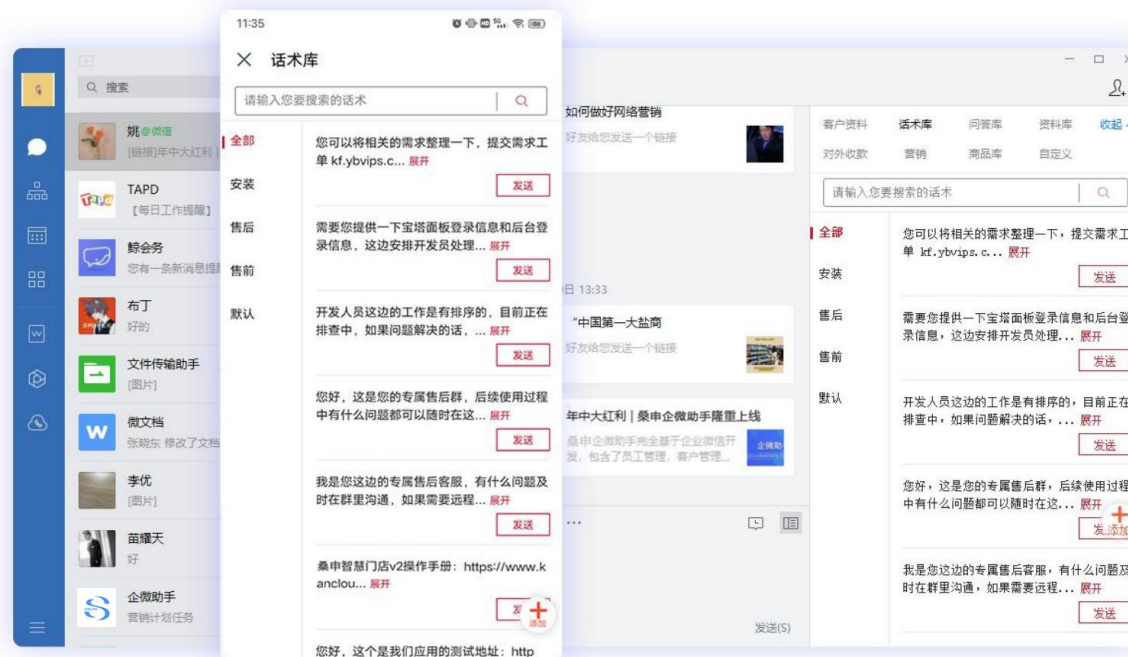 搜索
姚@微信
[链接]年中大红利|
TAPD
【每日工作提醒】
鲸会务
您有一条新消息提醒
布丁
好的
文件传输助手
[图片]
微文档
张晓东 修改了文档
李优
[图片]
苗耀天
好
企微助手
营销计划任务
11:35
话术库
请输入您要搜索的话术
全部
安装
售后
售前
默认
您可以将相关的需求整理一下，提交需求工
单 kf.ybvips.c... 展开
发送
需要您提供一下宝塔面板登录信息和后台登
录信息，这边安排开发员处理... 展开
发送
开发人员这边的工作是有排序的，目前正在
排查中，如果问题解决的话，... 展开
发送
您好，这是您的专属售后群，后续使用过程
中有什么问题都可以随时在这... 展开
发送
我是您这边的专属售后客服，有什么问题及
时在群里沟通，如果需要远程... 展开
发送
桑申智慧门店v2操作手册：https://www.k
anclou... 展开
添加
您好，这个是我们应用的测试地址：http
如何做好网络营销
好友给您发送一个链接
日 13:33
“中国第一大盐商
好友给您发送一个链接
年中大红利 | 桑申企微助手隆重上线
桑申企微助手完全基于企业微信开
发，包含了员工管理，客户管理...
企微助
发送(S)
客户资料 话术库 问答库 资料库 收起
对外收款 营销 商品库 自定义
请输入您要搜索的话术
全部
安装
售后
售前
默认
您可以将相关的需求整理一下，提交需求工
单 kf.ybvips.c... 展开
发送
需要您提供一下宝塔面板登录信息和后台登
录信息，这边安排开发员处理... 展开
发送
开发人员这边的工作是有排序的，目前正在
排查中，如果问题解决的话，... 展开
发送
您好，这是您的专属售后群，后续使用过程
中有什么问题都可以随时在这... 展开
发 添加
我是您这边的专属售后客服，有什么问题及
时在群里沟通，如果需要远程... 展开
发送